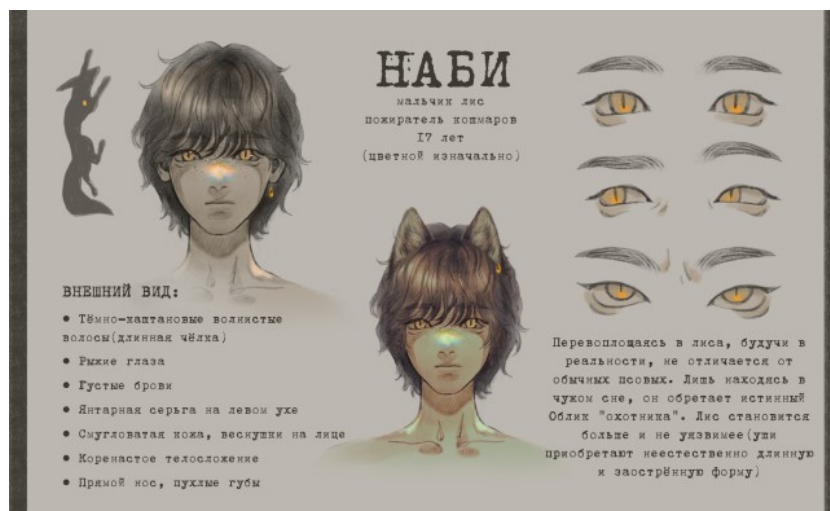 НАБИ
мальчик лис
пожиратель кошмаров
17 лет
(цветной изначально)
ВНЕШНИЙ ВИД:
● Тёмно-каштановые волнистые
волосы(длинная чёлка)
● Рыжие глаза
● Густые брови
● Янтарная серьга на левом ухе
● Смугловатая кожа, веснушки на лице
● Коренастое телосложение
● Прямой нос, пухлые губы
Перевоплощаясь в лиса, будучи в
реальности, не отличается от
обычных псовых. Лишь находясь в
чужом сне, он обретает истинный
Облик "охотника". Лис становится
больше и не уязвимее(уши
приобретают неестественно длинную
и заострённую форму)